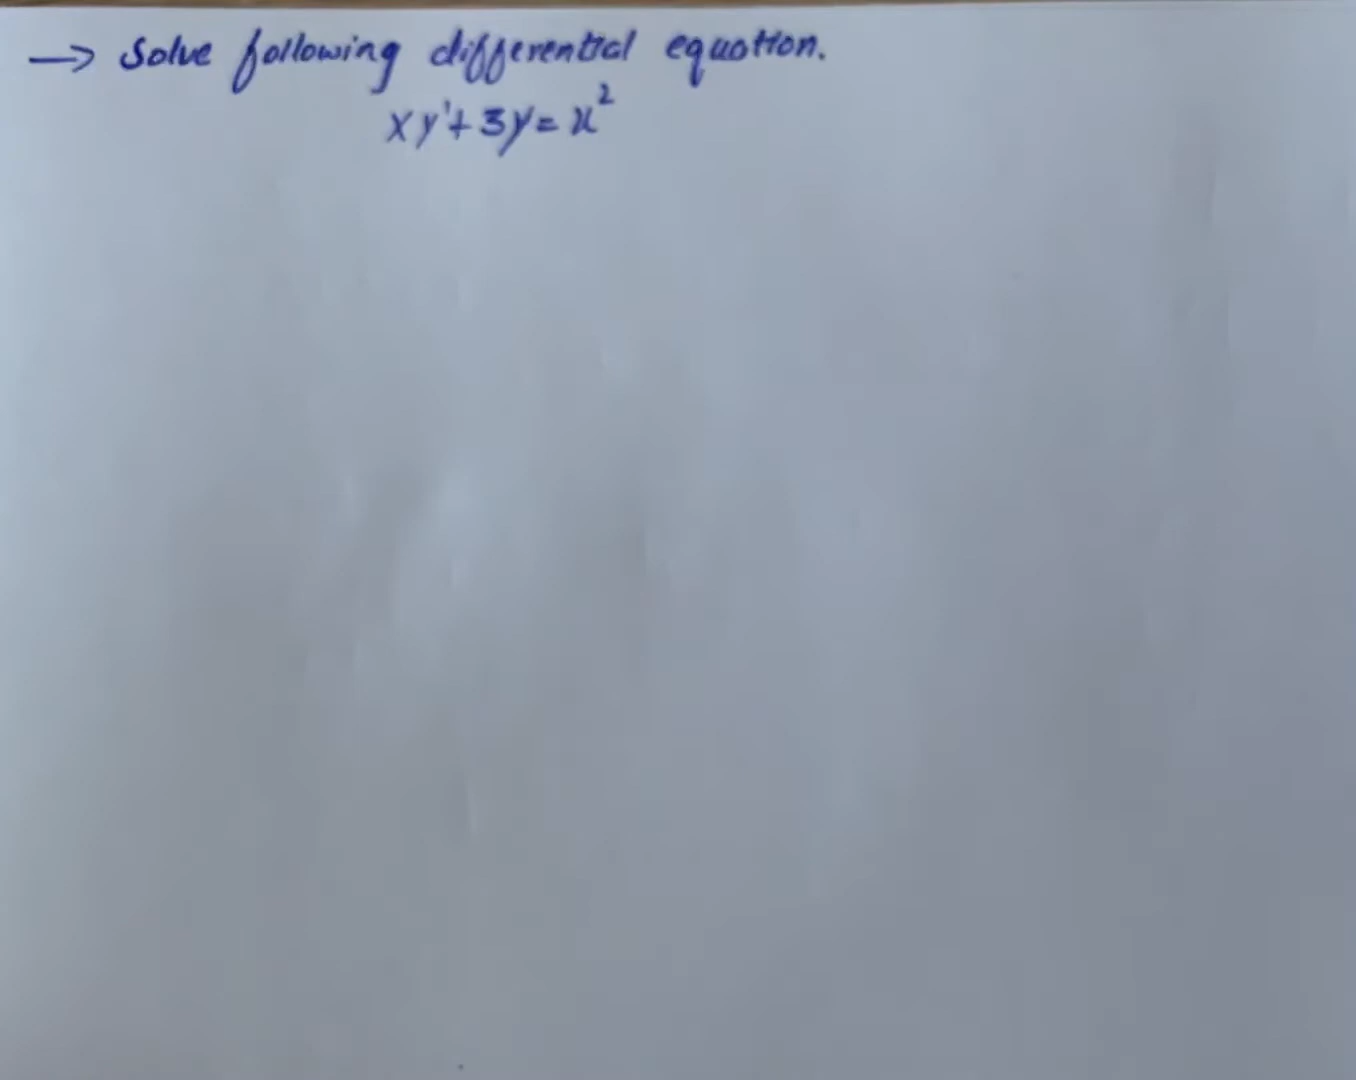 → Solve following differential equation.
xy'+3y=x²